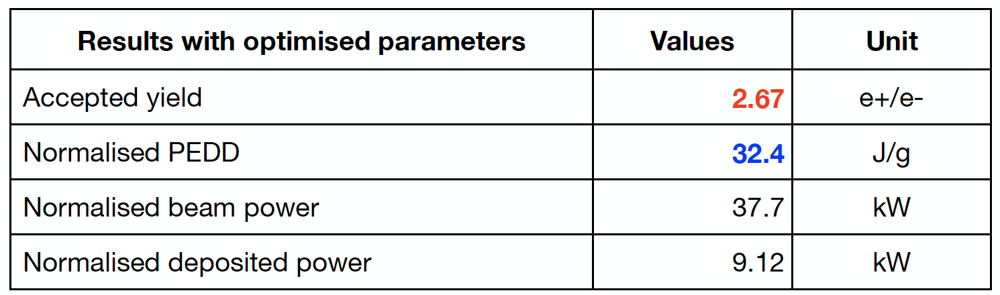 Results with optimised parameters Values Unit
Accepted yield 2.67 e+/e-
Normalised PEDD 32.4 J/g
Normalised beam power 37.7 kW
Normalised deposited power 9.12 kW